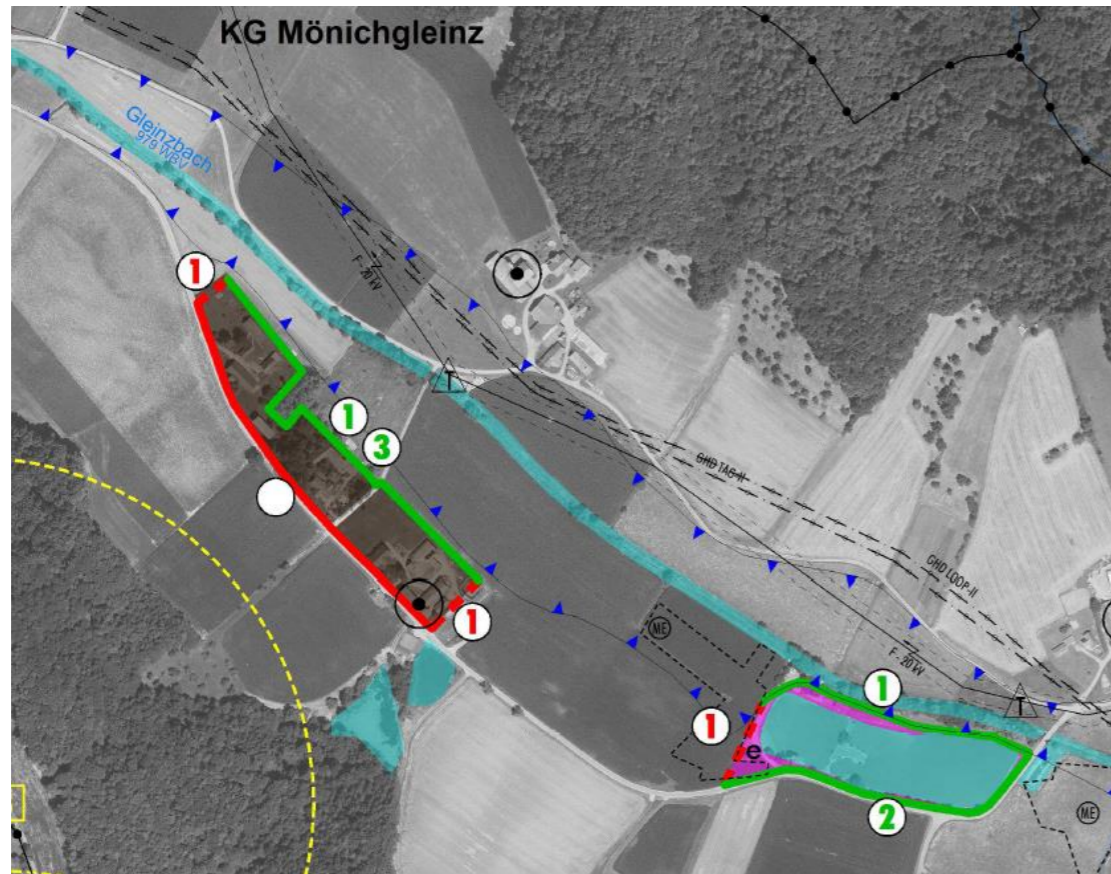 KG Mönichgleinz
Gleinzbach
979 WBV
F - 20 kV
1
T
1
3
GHD TAG-II
GHD LOOP-II
1
ME
F - 20 kV
T
1
1
e
2
ME